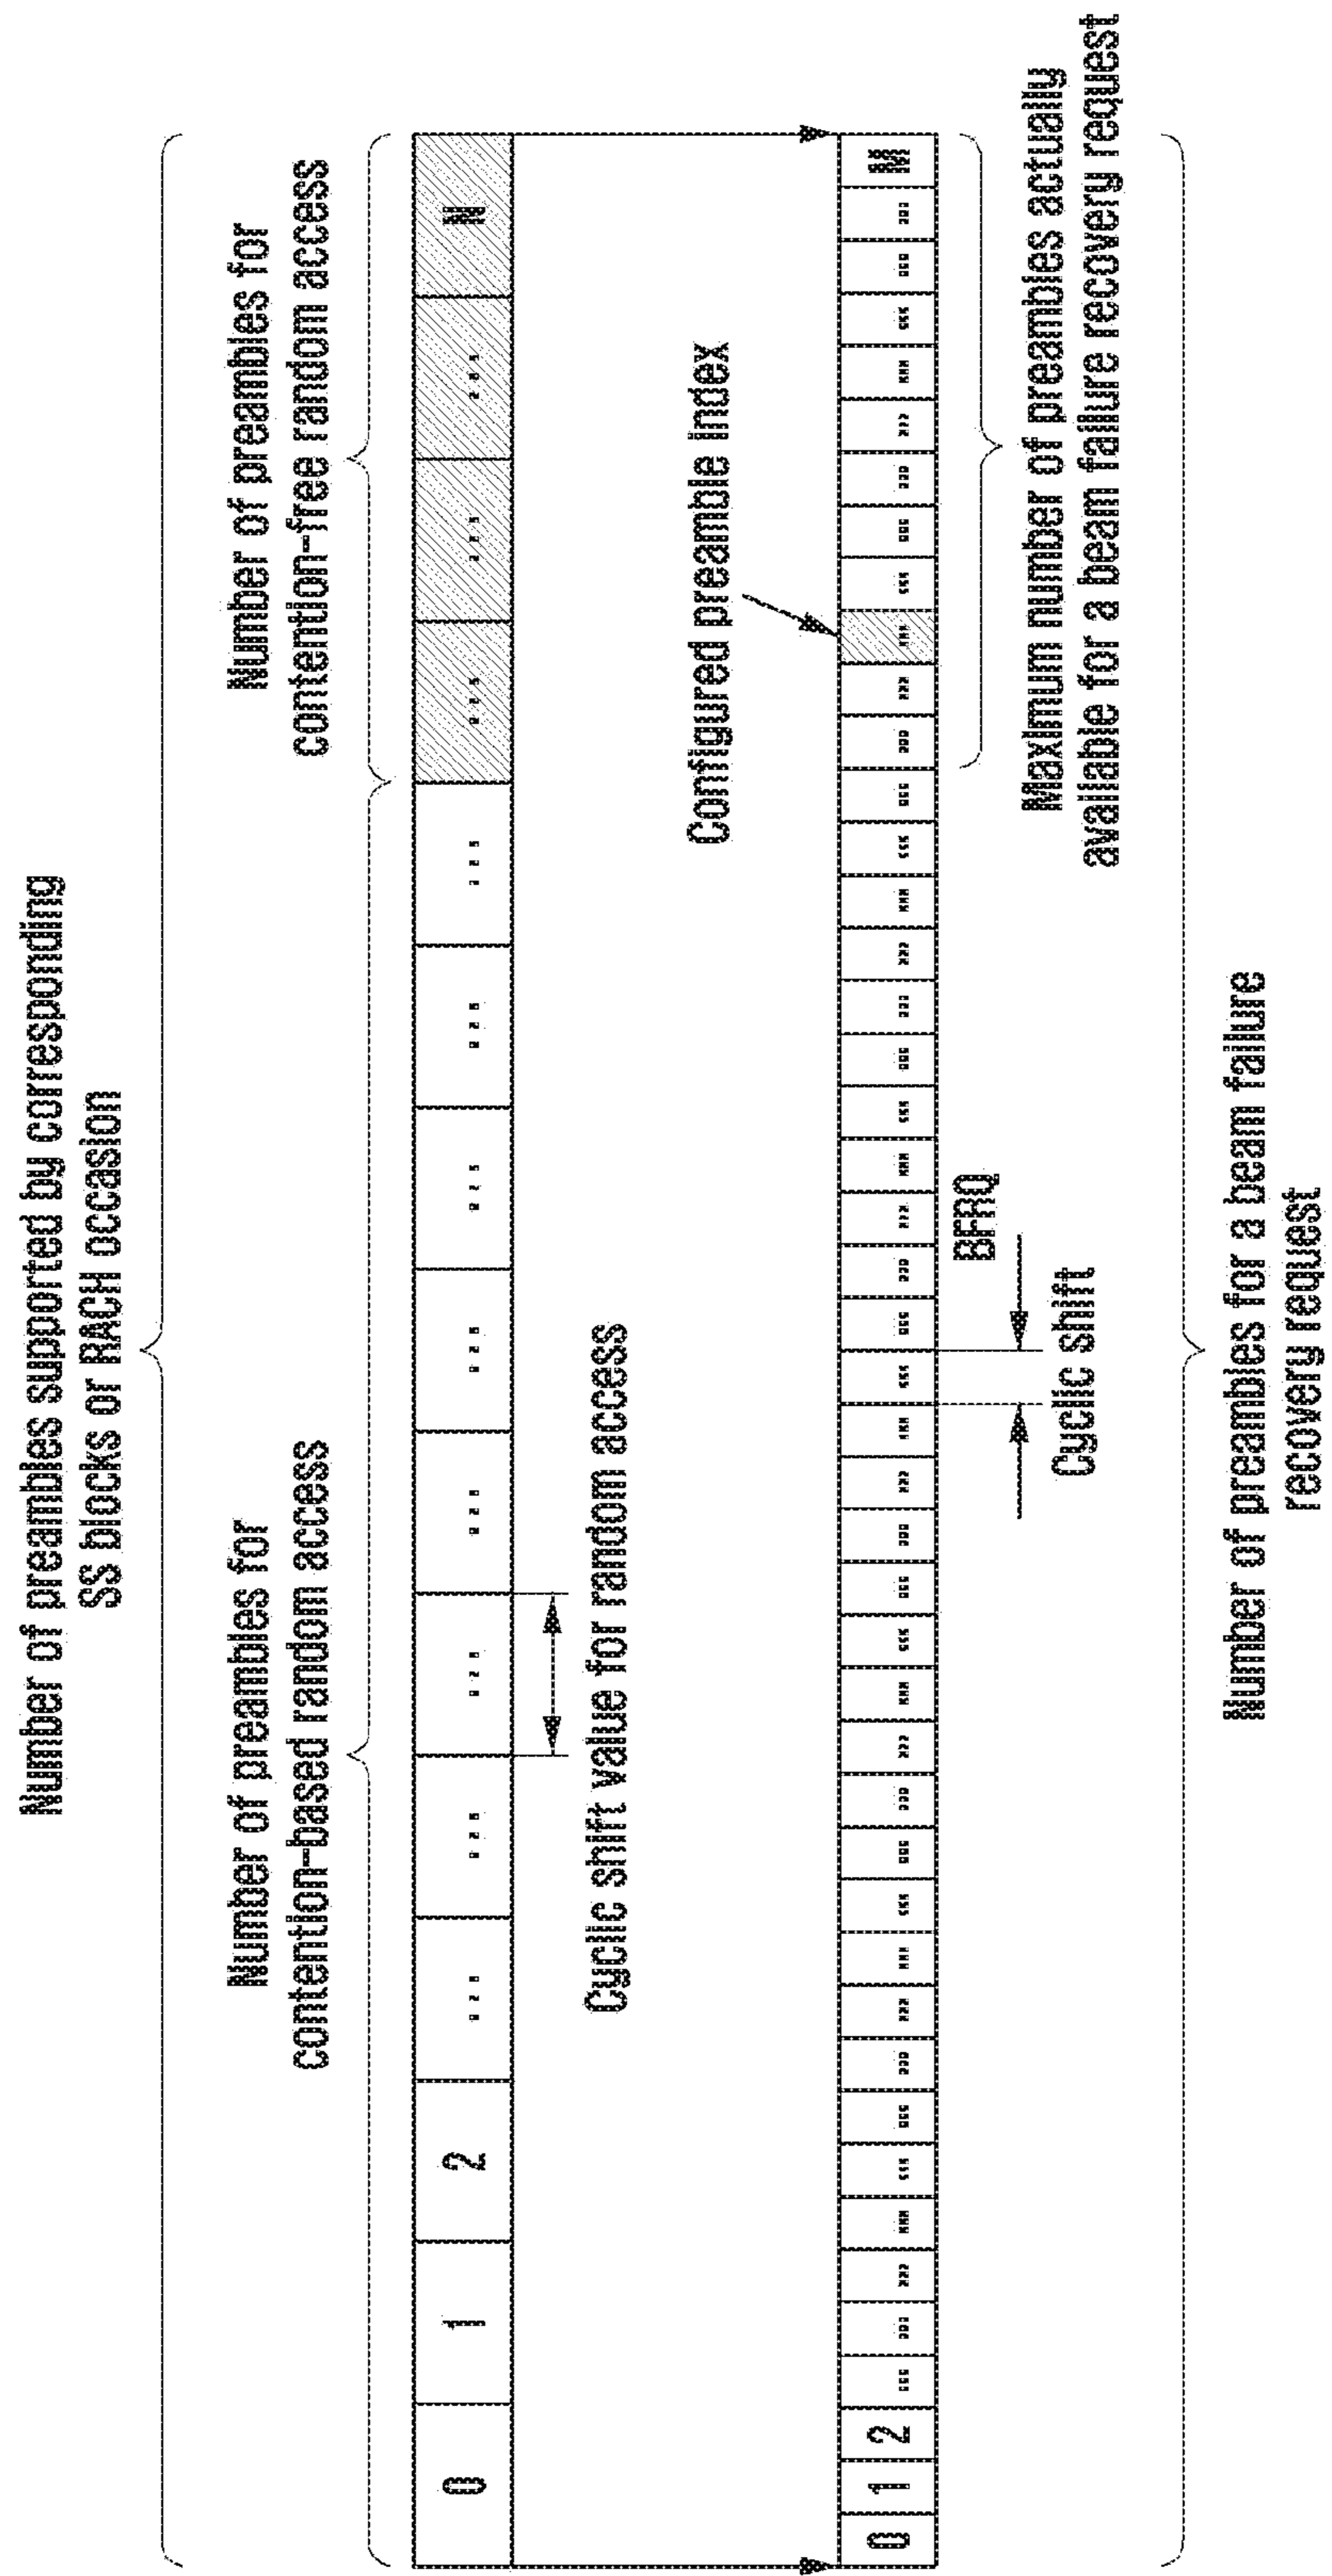 Number of preambles supported by corresponding
SS blocks or RACH occasion
Number of preambles for
contention-based random access
Number of preambles for
contention-free random access
0 1 2 ... ... ... ... ... ... ... ... ... ... ... N
Cyclic shift value for random access
Configured preamble index
0 1 2 ... ... ... ... ... ... ... ... ... ... ... ... ... ... ... ... ... ... ... ... ... ... ... ... ... ... ... ... ... ... ... ... ... ... ... ... ... ... ... ... ... ... M
BFRQ
Cyclic shift
Maximum number of preambles actually
available for a beam failure recovery request
Number of preambles for a beam failure
recovery request